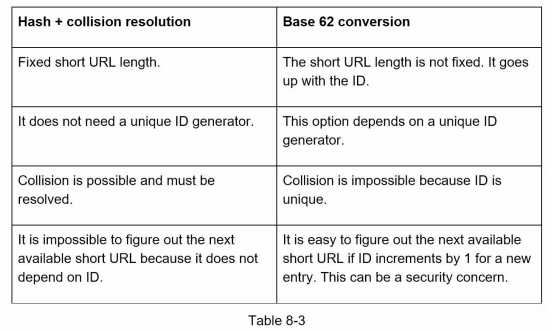 Hash + collision resolution
Base 62 conversion
Fixed short URL length.
The short URL length is not fixed. It goes
up with the ID.
It does not need a unique ID generator.
This option depends on a unique ID
generator.
Collision is possible and must be
resolved.
Collision is impossible because ID is
unique.
It is impossible to figure out the next
available short URL because it does not
depend on ID.
It is easy to figure out the next available
short URL if ID increments by 1 for a new
entry. This can be a security concern.
Table 8-3